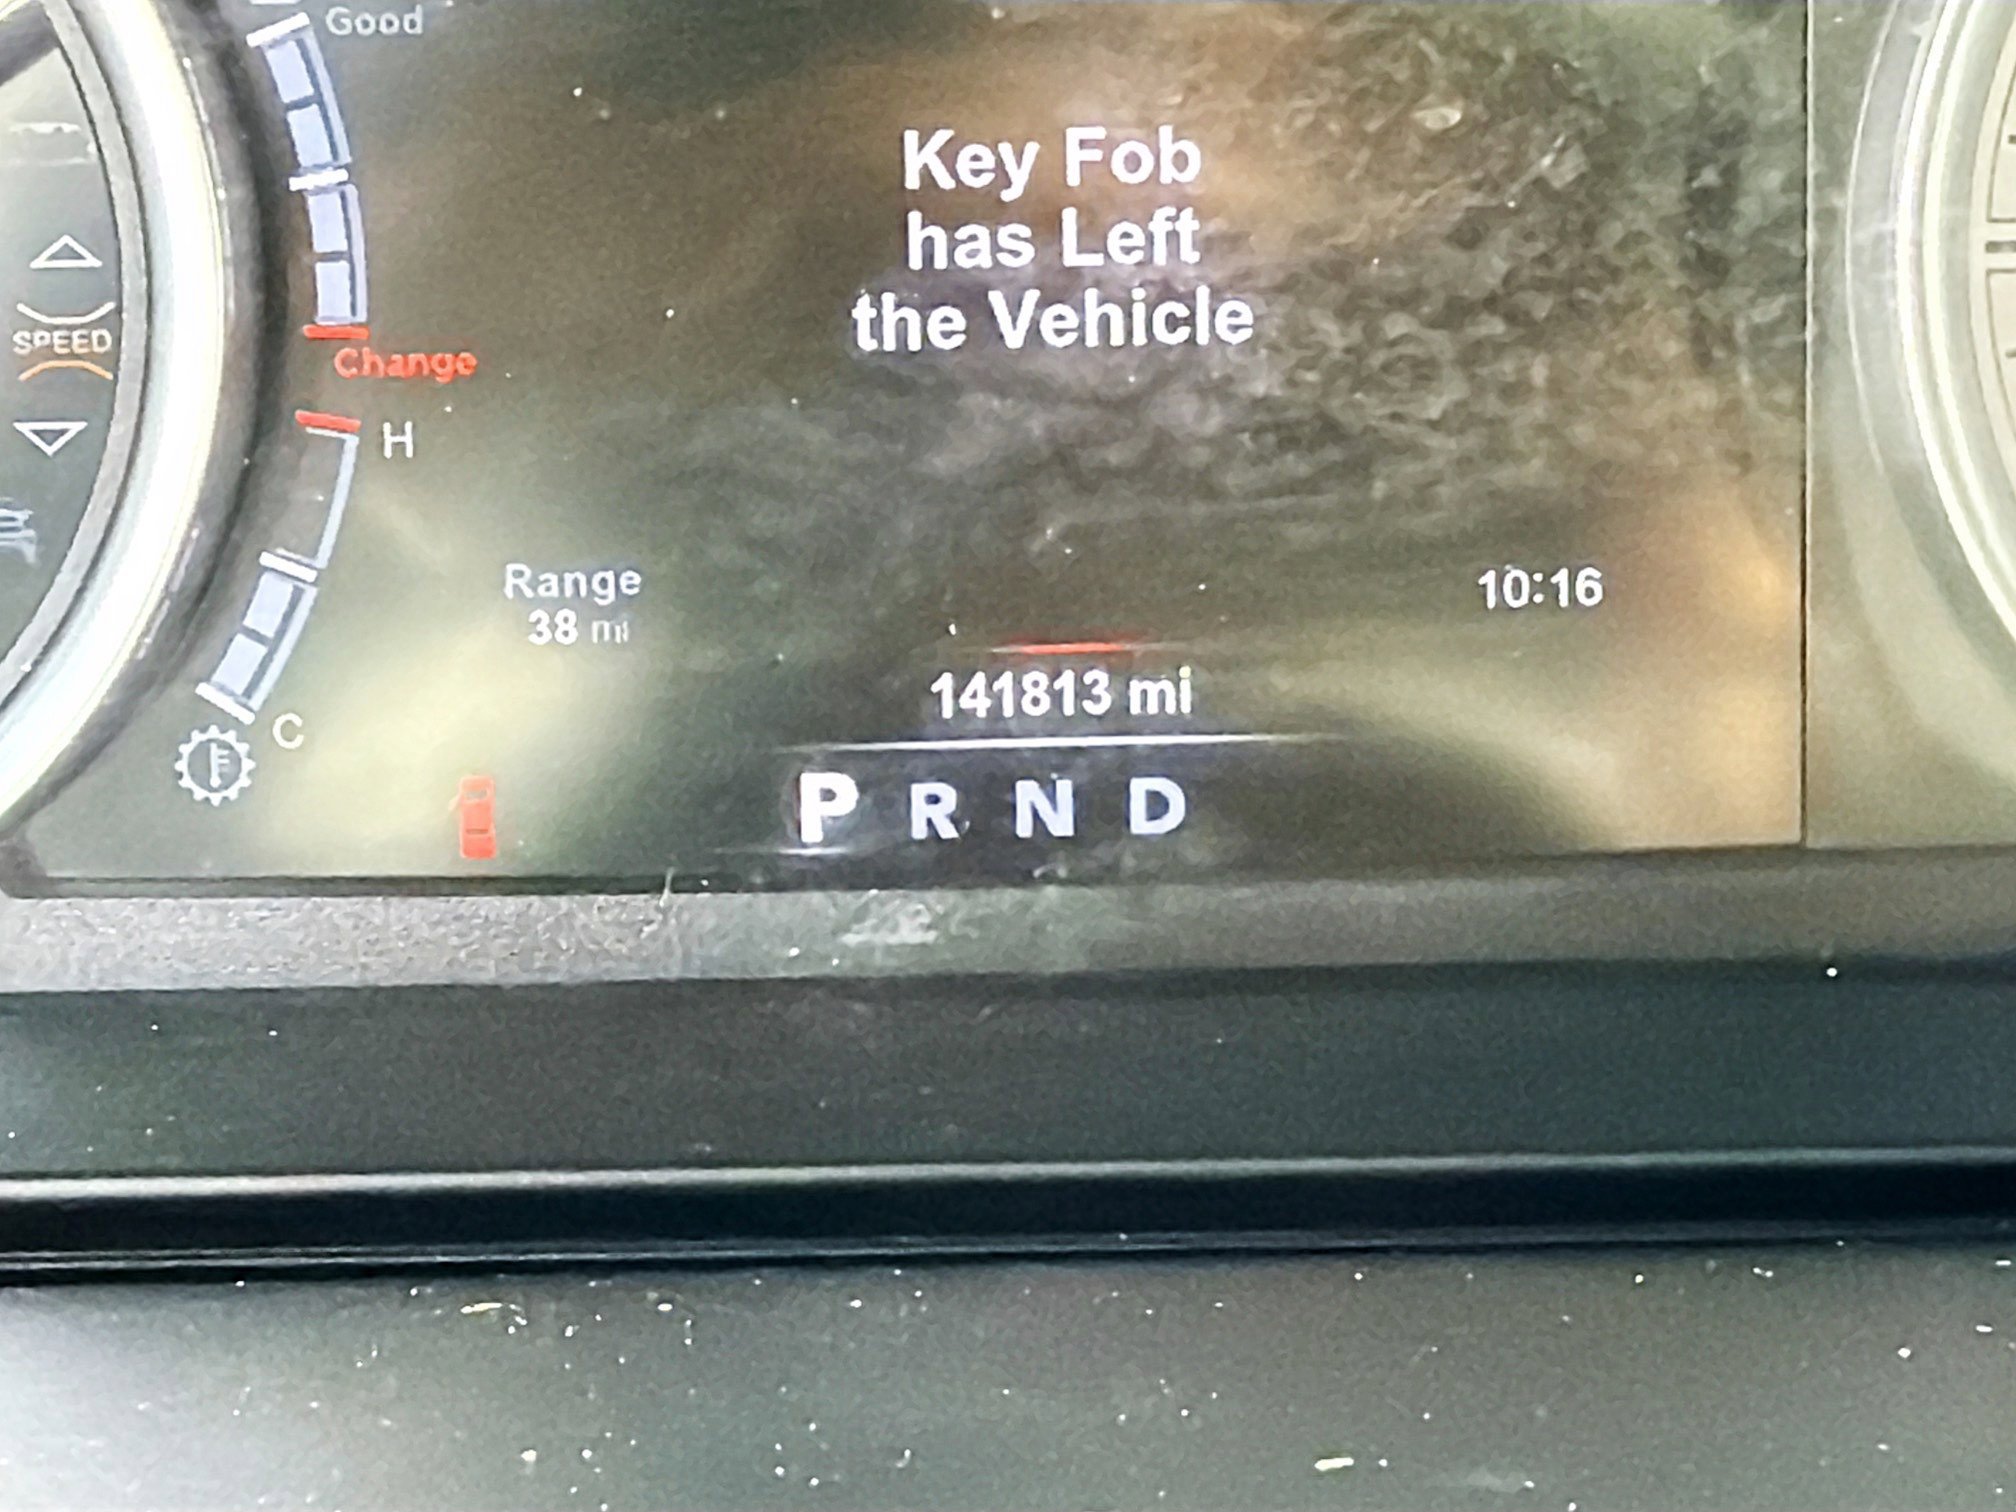 Good
Key Fob
has Left
the Vehicle
SPEED
Change
H
Range
38 mi
10:16
141813 mi
C
P R N D